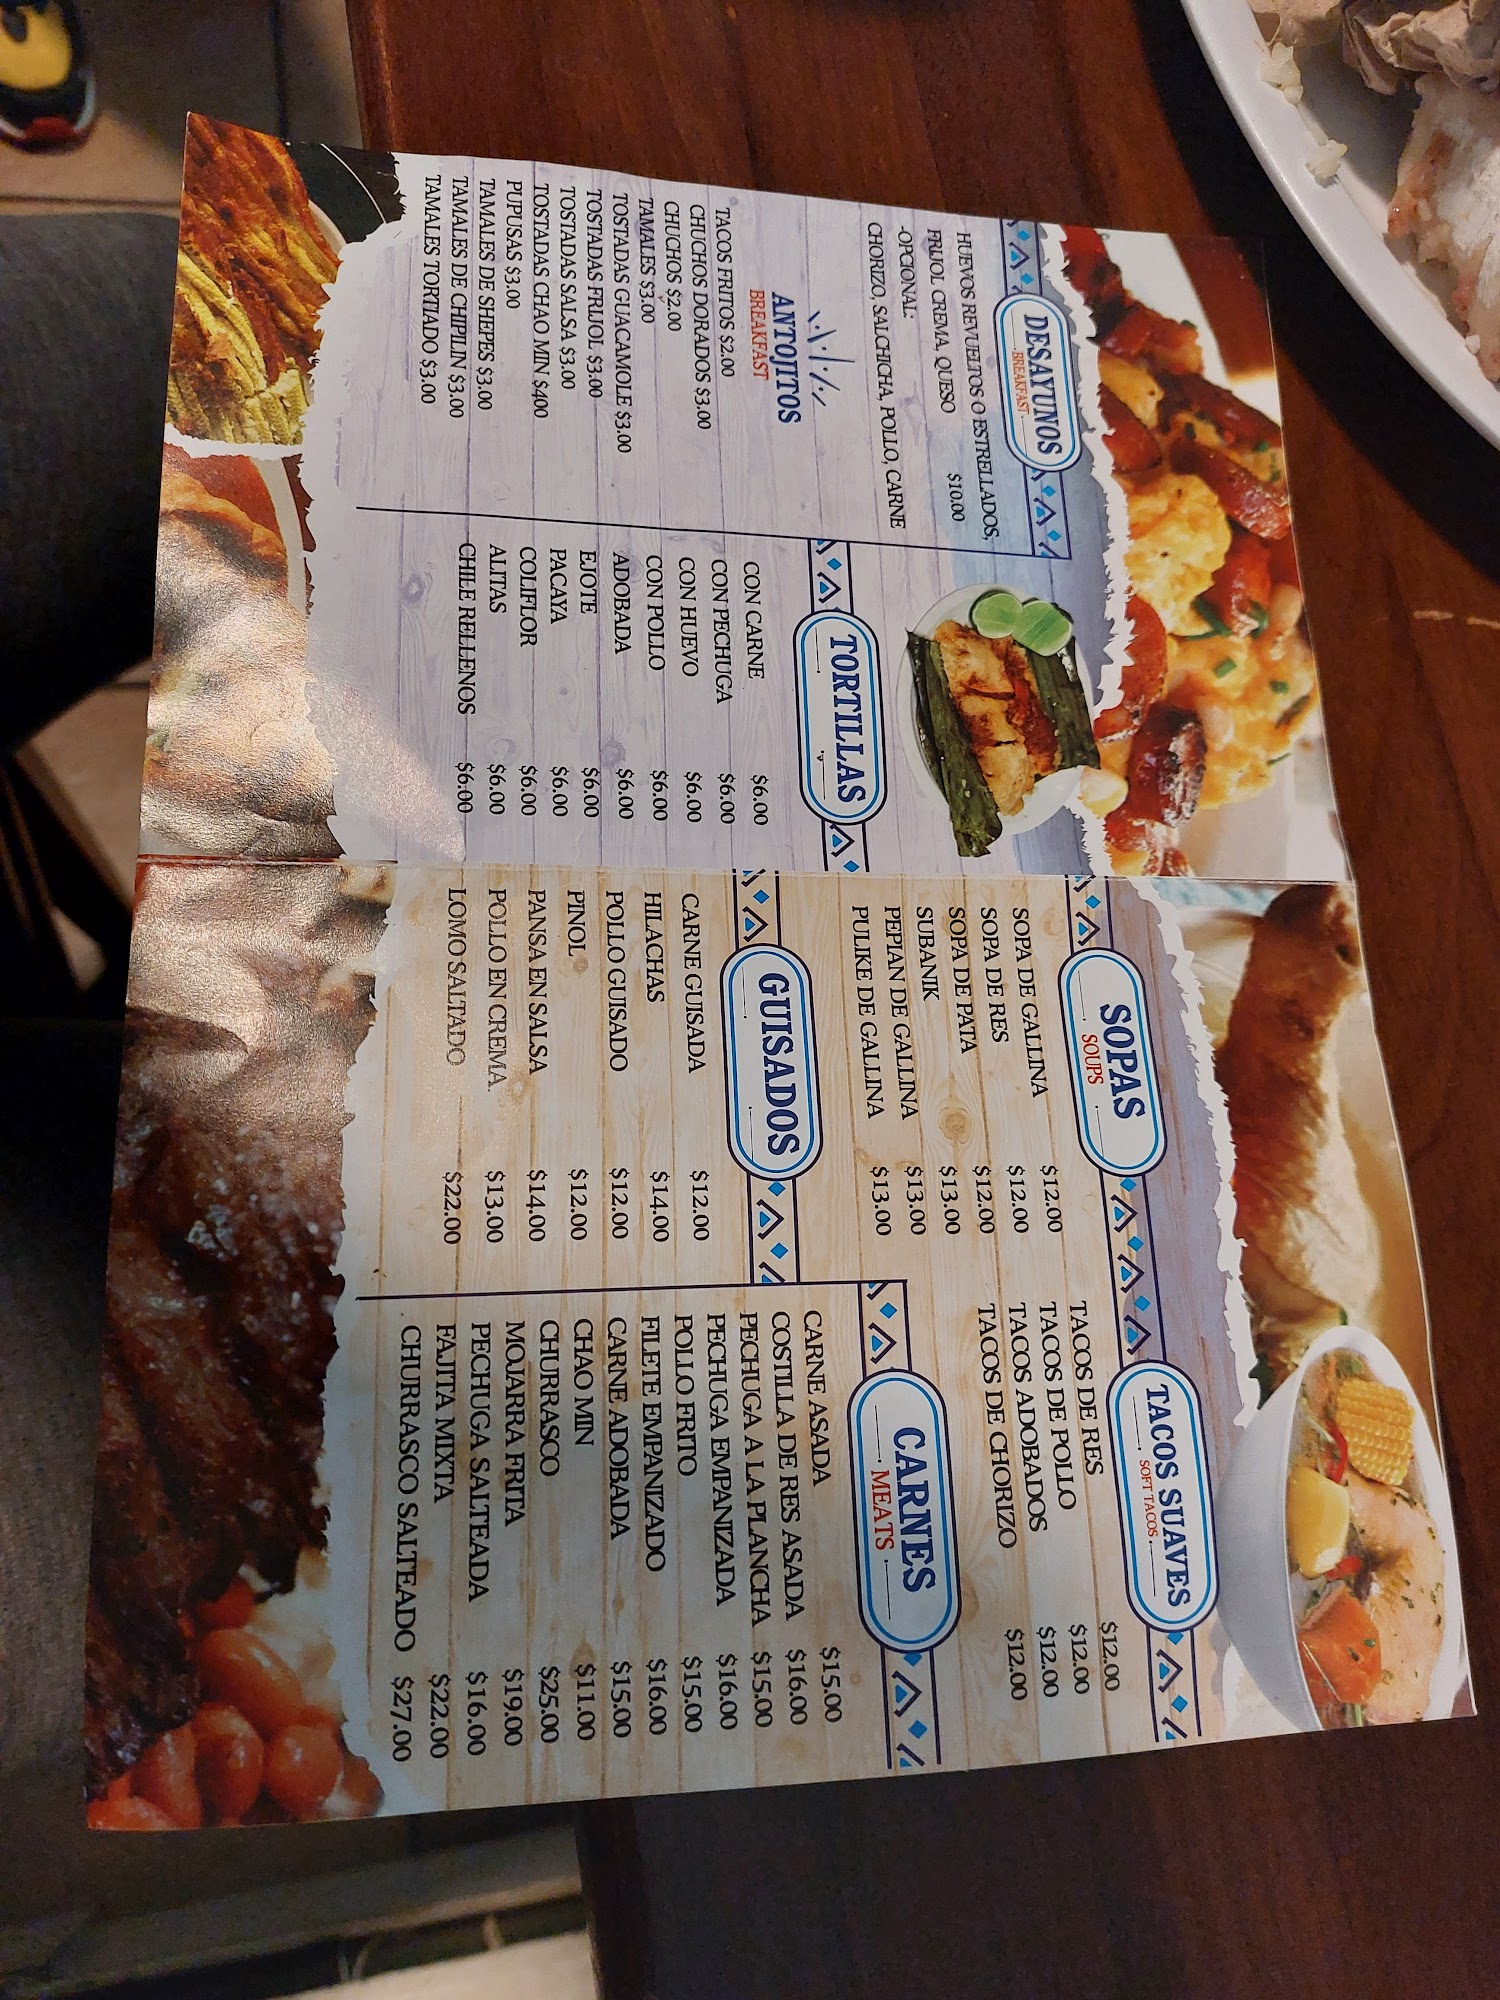 DESAYUNOS
BREAKFAST
HUEVOS REVUELTOS O ESTRELLADOS,
FRIJOL CREMA, QUESO $10.00
-OPCIONAL:
CHORIZO, SALCHICHA, POLLO, CARNE
ANTOJITOS
BREAKFAST
TACOS FRITOS $2.00
CHUCHOS DORADOS $3.00
CHUCHOS $2.00
TAMALES $3.00
TOSTADAS GUACAMOLE $3.00
TOSTADAS FRIJOL $3.00
TOSTADAS SALSA $3.00
TOSTADAS CHAO MIN $400
PUPUSAS $3.00
TAMALES DE SHEPES $3.00
TAMALES DE CHIPILIN $3.00
TAMALES TORTIADO $3.00
TORTILLAS
CON CARNE $6.00
CON PECHUGA $6.00
CON HUEVO $6.00
CON POLLO $6.00
ADOBADA $6.00
EJOTE $6.00
PACAYA $6.00
COLIFLOR $6.00
ALITAS $6.00
CHILE RELLENOS $6.00
SOPAS
SOUPS
SOPA DE GALLINA $12.00
SOPA DE RES $12.00
SOPA DE PATA $12.00
SUBANIK $13.00
PEPIAN DE GALLINA $13.00
PULIKE DE GALLINA $13.00
TACOS SUAVES
SOFT TACOS
TACOS DE RES $12.00
TACOS DE POLLO $12.00
TACOS ADOBADOS $12.00
TACOS DE CHORIZO $12.00
GUISADOS
CARNE GUISADA $12.00
HILACHAS $14.00
POLLO GUISADO $12.00
PINOL $12.00
PANSA EN SALSA $14.00
POLLO EN CREMA $13.00
LOMO SALTADO $22.00
CARNES
MEATS
CARNE ASADA $15.00
COSTILLA DE RES ASADA $16.00
PECHUGA A LA PLANCHA $15.00
PECHUGA EMPANIZADA $16.00
POLLO FRITO $15.00
FILETE EMPANIZADO $16.00
CARNE ADOBADA $15.00
CHAO MIN $11.00
CHURRASCO $25.00
MOJARRA FRITA $19.00
PECHUGA SALTEADA $16.00
FAJITA MIXTA $22.00
CHURRASCO SALTEADO $27.00